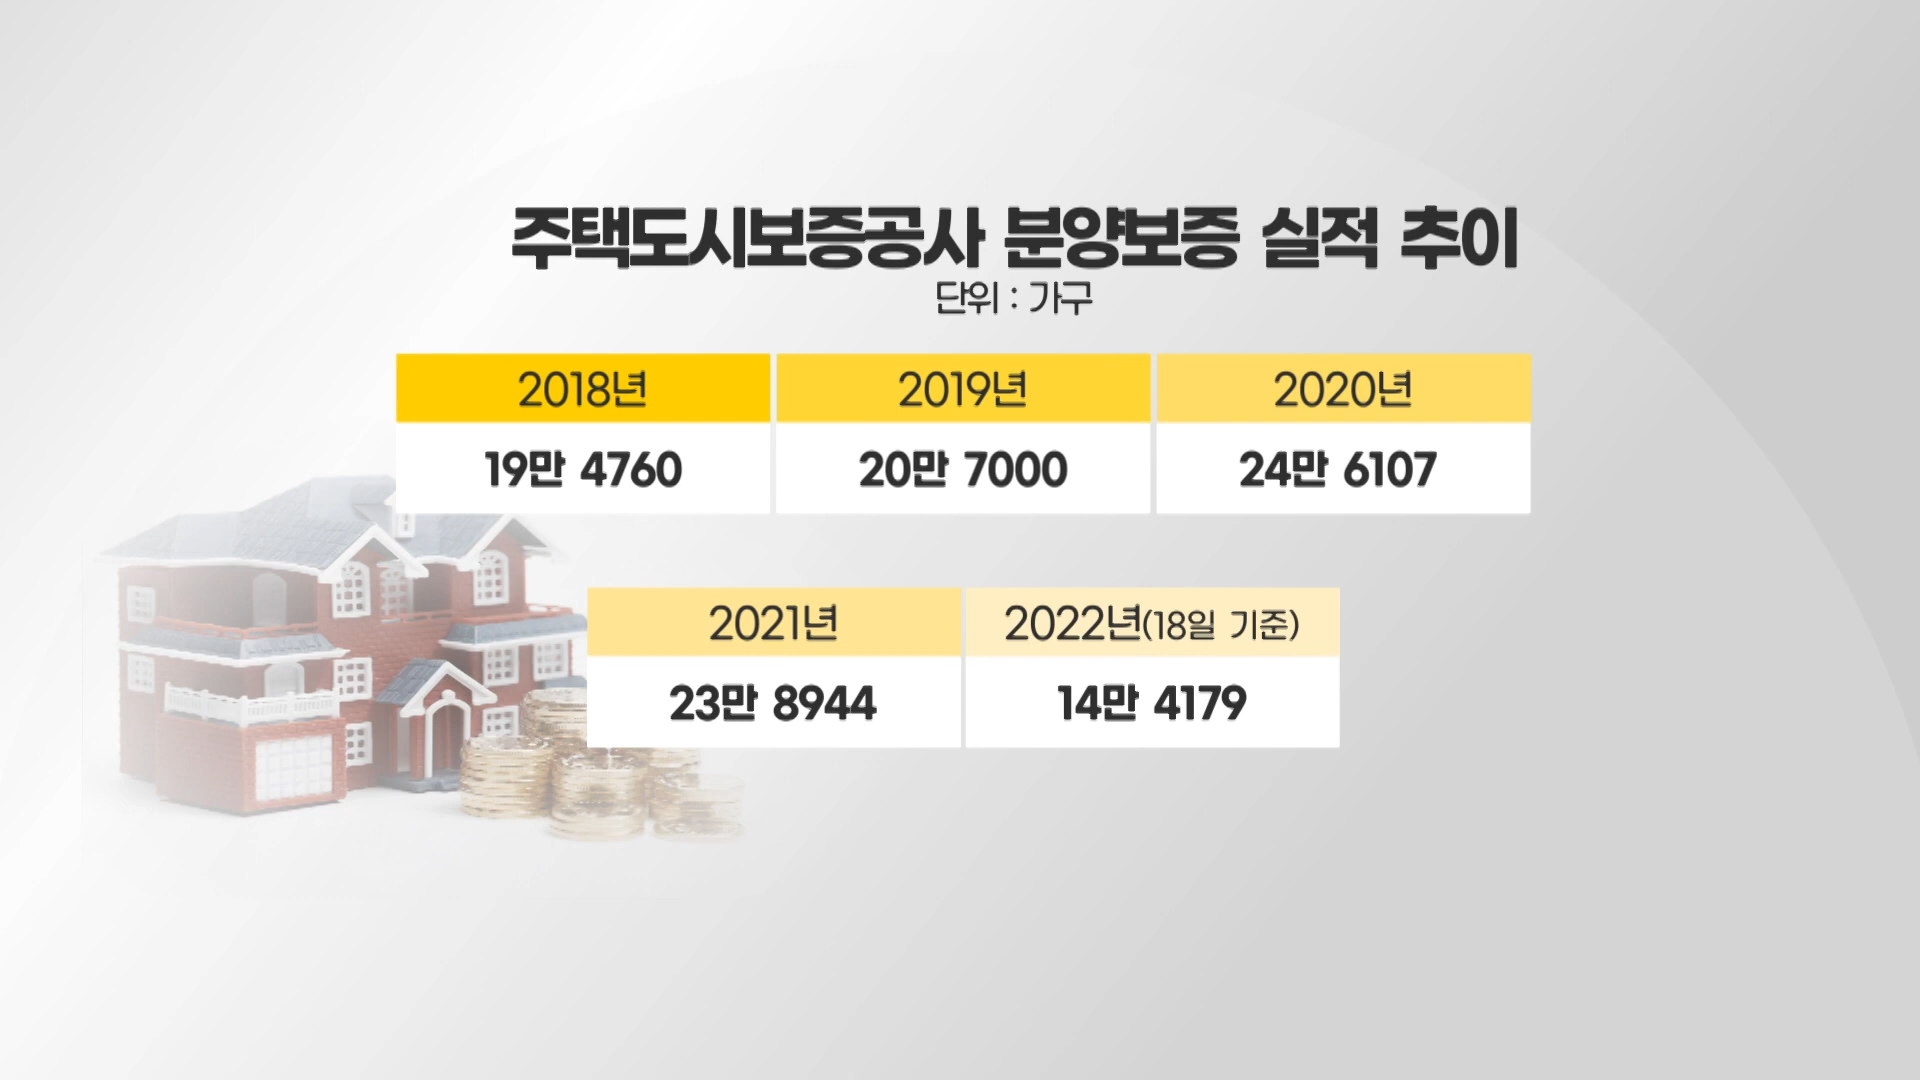 주택도시보증공사 분양보증 실적 추이
단위 : 가구
2018년 2019년 2020년
19만 4760 20만 7000 24만 6107
2021년 2022년(18일 기준)
23만 8944 14만 4179